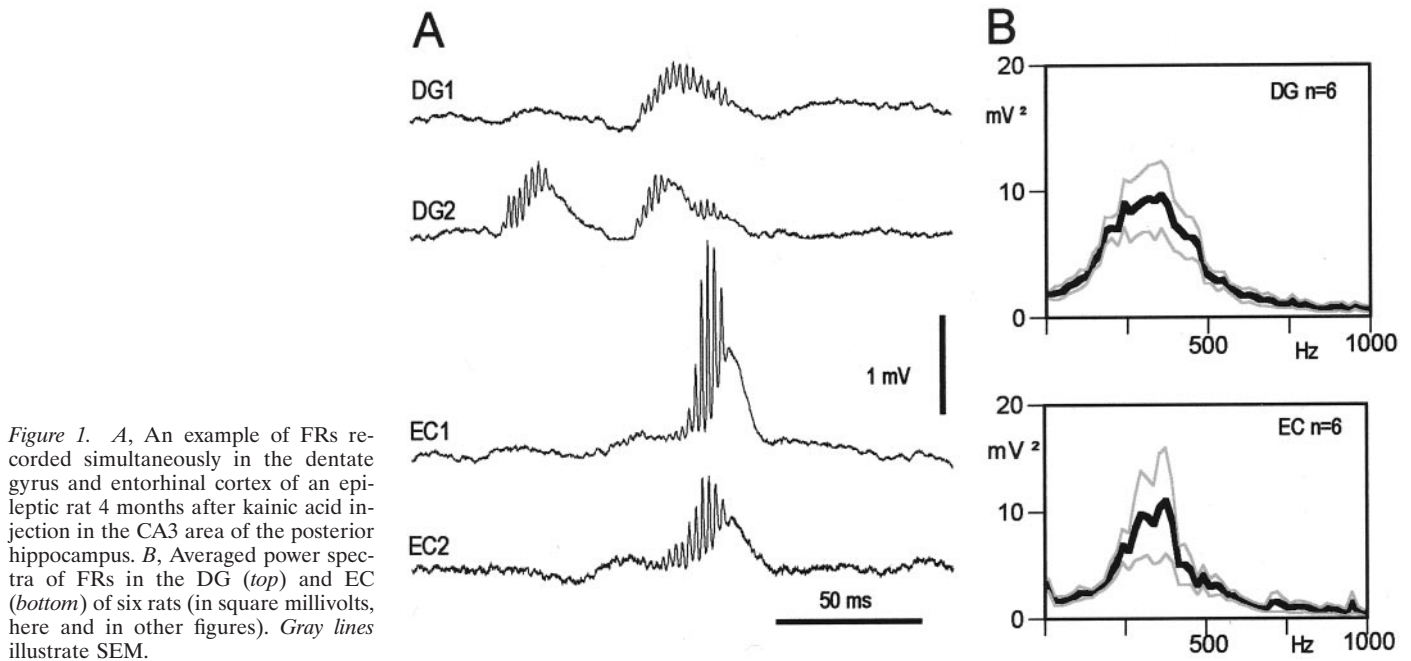 A
DG1
DG2
EC1
EC2
1 mV
50 ms
B
20
mV²
10
0
DG n=6
500
Hz
1000
20
mV²
10
0
EC n=6
500
Hz
1000
Figure 1. A, An example of FRs re-
corded simultaneously in the dentate
gyrus and entorhinal cortex of an epi-
leptic rat 4 months after kainic acid in-
jection in the CA3 area of the posterior
hippocampus. B, Averaged power spec-
tra of FRs in the DG (top) and EC
(bottom) of six rats (in square millivolts,
here and in other figures). Gray lines
illustrate SEM.